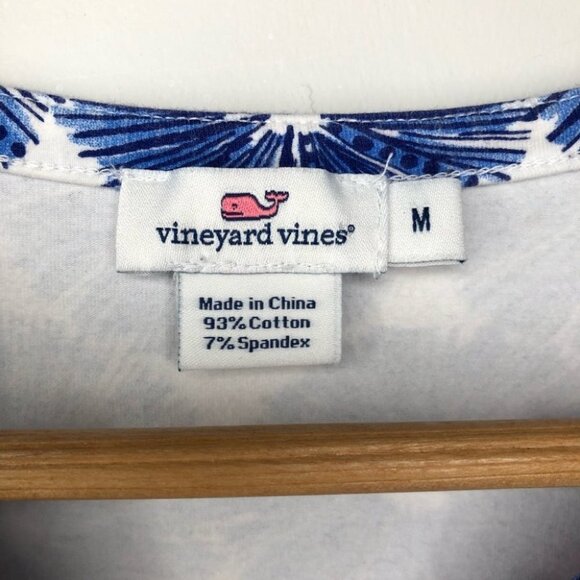 vineyard vines®
M
Made in China
93% Cotton
7% Spandex